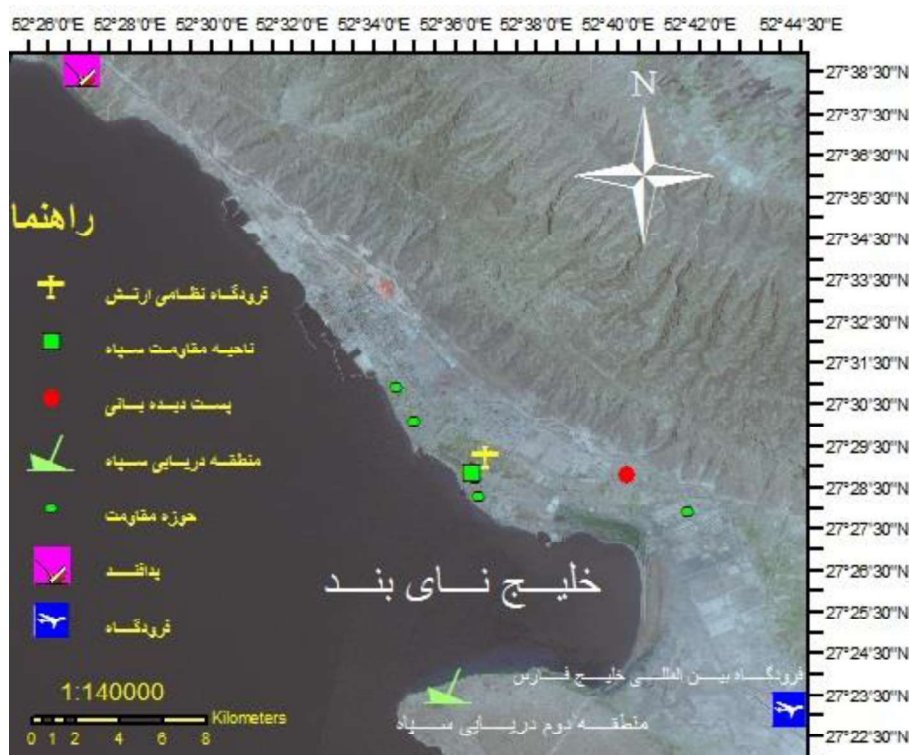 52°26'0"E 52°28'0"E 52°30'0"E 52°32'0"E 52°34'0"E 52°36'0"E 52°38'0"E 52°40'0"E 52°42'0"E 52°44'30"E
27°38'30"N
N
27°37'30"N
27°36'30"N
27°35'30"N
راهنما
27°34'30"N
27°33'30"N
فرودگاه نظامی ارتش
27°32'30"N
ناحیه مقاومت سپاه
27°31'30"N
پست دیده بانی
27°30'30"N
27°29'30"N
منطقه دریایی سپاه
27°28'30"N
حوزه مقاومت
27°27'30"N
پدافند
خلیج نای بند
27°26'30"N
فرودگاه
27°25'30"N
27°24'30"N
فرودگاه بین المللی خلیج فارس
27°23'30"N
1:140000
منطقه دوم دریایی سپاه
Kilometers
27°22'30"N
0 1 2 4 6 8